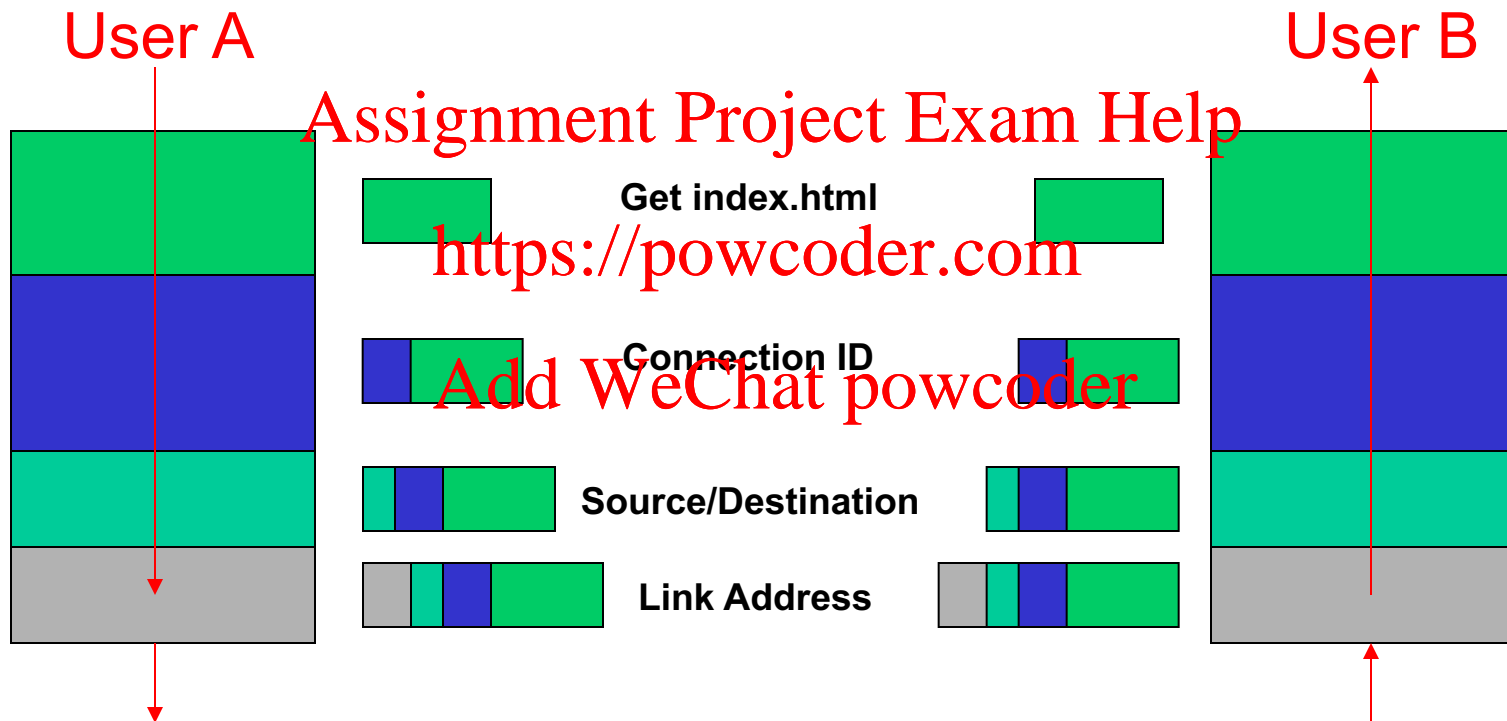 User A
User B
Assignment Project Exam Help
Get index.html
https://powcoder.com
Connection ID
Add WeChat powcoder
Source/Destination
Link Address